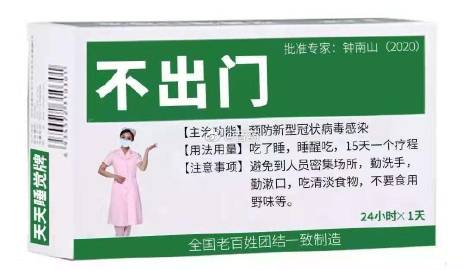 批准专家：钟南山（2020）
不出门
【主治功能】预防新型冠状病毒感染
【用法用量】吃了睡，睡醒吃，15天一个疗程
【注意事项】避免到人员密集场所，勤洗手，
勤漱口，吃清淡食物，不要食用
野味等。
24小时×1天
天天睡觉牌
全国老百姓团结一致制造